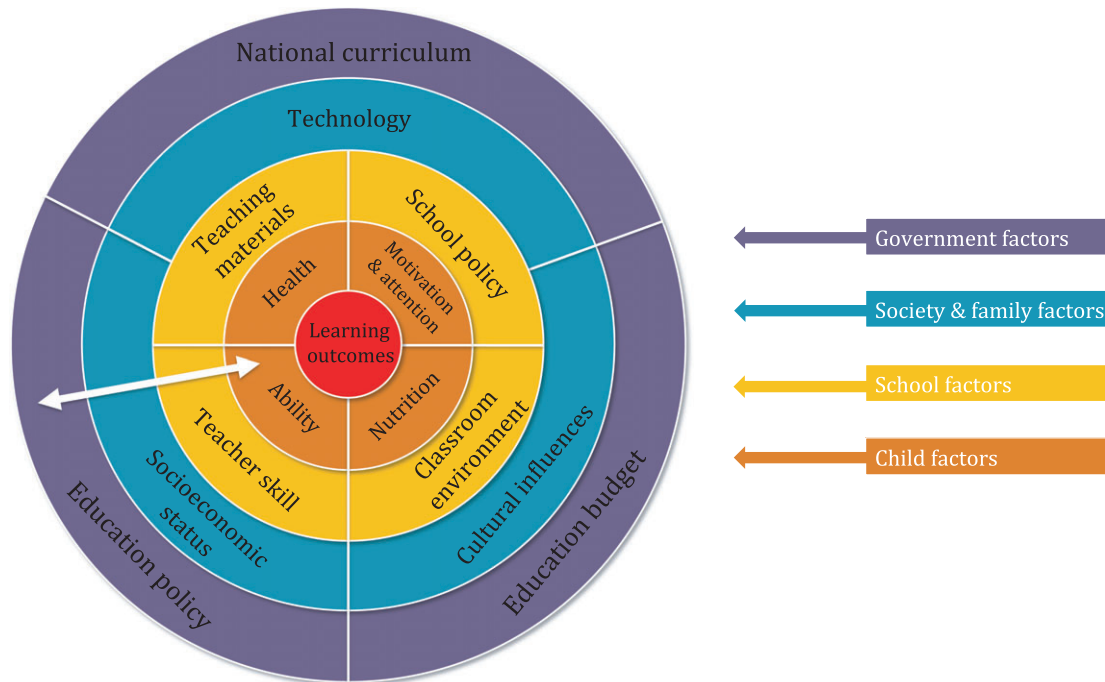 National curriculum
Technology
Teaching
materials
School policy
Health
Motivation
& attention
Learning
outcomes
Ability
Nutrition
Teacher skill
Classroom
environment
Socioeconomic
status
Cultural influences
Education policy
Education budget
Government factors
Society & family factors
School factors
Child factors